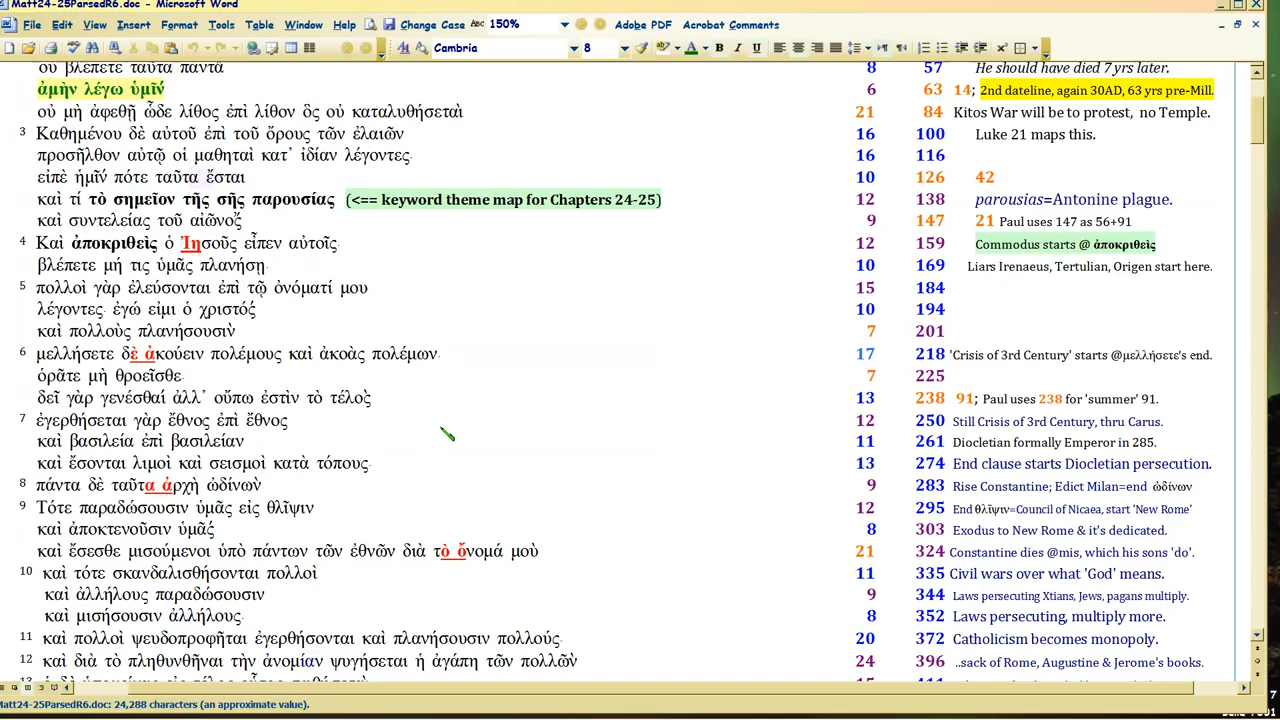 Matt24-25ParsedR6.doc - Microsoft Word
File Edit View Insert Format Tools Table Window Help Change Case 150% Adobe PDF Acrobat Comments
Cambria 8 B I U
οὐ βλέπετε ταῦτα πάντα 8 57 He should have died 7 yrs later.
ἀμὴν λέγω ὑμῖν 6 63 14; 2nd dateline, again 30AD, 63 yrs pre-Mill.
οὐ μὴ ἀφεθῇ ὧδε λίθος ἐπὶ λίθον ὃς οὐ καταλυθήσεται 21 84 Kitos War will be to protest, no Temple.
3 Καθημένου δὲ αὐτοῦ ἐπὶ τοῦ ὄρους τῶν ἐλαιῶν 16 100 Luke 21 maps this.
προσῆλθον αὐτῷ οἱ μαθηταὶ κατ᾽ ἰδίαν λέγοντες· 16 116
εἰπὲ ἡμῖν πότε ταῦτα ἔσται 10 126 42
καὶ τί τὸ σημεῖον τῆς σῆς παρουσίας (<== keyword theme map for Chapters 24-25) 12 138 parousias=Antonine plague.
καὶ συντελείας τοῦ αἰῶνος 9 147 21 Paul uses 147 as 56+91
4 Καὶ ἀποκριθεὶς ὁ Ἰησοῦς εἶπεν αὐτοῖς· 12 159 Commodus starts @ ἀποκριθεὶς
βλέπετε μή τις ὑμᾶς πλανήσῃ· 10 169 Liars Irenaeus, Tertulian, Origen start here.
5 πολλοὶ γὰρ ἐλεύσονται ἐπὶ τῷ ὀνόματί μου 15 184
λέγοντες· ἐγώ εἰμι ὁ χριστός 10 194
καὶ πολλοὺς πλανήσουσιν 7 201
6 μελλήσετε δὲ ἀκούειν πολέμους καὶ ἀκοὰς πολέμων· 17 218 'Crisis of 3rd Century' starts @μελλήσετε's end.
ὁρᾶτε μὴ θροεῖσθε· 7 225
δεῖ γὰρ γενέσθαι ἀλλ᾽ οὔπω ἐστὶν τὸ τέλος 13 238 91; Paul uses 238 for 'summer' 91.
7 ἐγερθήσεται γὰρ ἔθνος ἐπὶ ἔθνος 12 250 Still Crisis of 3rd Century, thru Carus.
καὶ βασιλεία ἐπὶ βασιλείαν 11 261 Diocletian formally Emperor in 285.
καὶ ἔσονται λιμοὶ καὶ σεισμοὶ κατὰ τόπους· 13 274 End clause starts Diocletian persecution.
8 πάντα δὲ ταῦτα ἀρχὴ ὠδίνων 9 283 Rise Constantine; Edict Milan=end ὠδίνων
9 Τότε παραδώσουσιν ὑμᾶς εἰς θλῖψιν 12 295 End θλῖψιν=Council of Nicaea, start 'New Rome'
καὶ ἀποκτενοῦσιν ὑμᾶς 8 303 Exodus to New Rome & it's dedicated.
καὶ ἔσεσθε μισούμενοι ὑπὸ πάντων τῶν ἐθνῶν διὰ τὸ ὄνομά μου 21 324 Constantine dies @mis, which his sons 'do'.
10 καὶ τότε σκανδαλισθήσονται πολλοὶ 11 335 Civil wars over what 'God' means.
καὶ ἀλλήλους παραδώσουσιν 9 344 Laws persecuting Xtians, Jews, pagans multiply.
καὶ μισήσουσιν ἀλλήλους· 8 352 Laws persecuting, multiply more.
11 καὶ πολλοὶ ψευδοπροφῆται ἐγερθήσονται καὶ πλανήσουσιν πολλούς· 20 372 Catholicism becomes monopoly.
12 καὶ διὰ τὸ πληθυνθῆναι τὴν ἀνομίαν ψυγήσεται ἡ ἀγάπη τῶν πολλῶν 24 396 ..sack of Rome, Augustine & Jerome's books.
Matt24-25ParsedR6.doc: 24,288 characters (an approximate value).